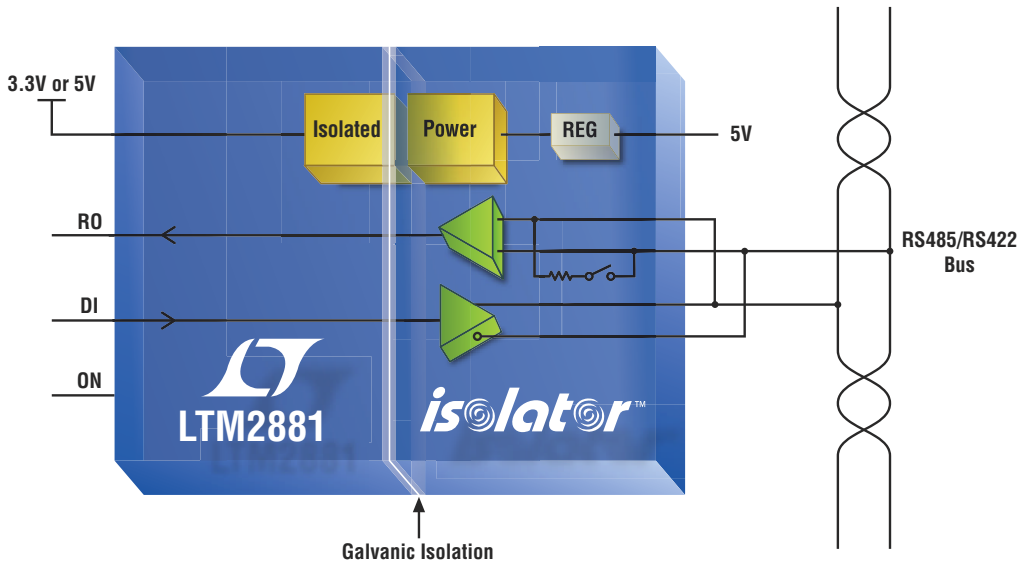 3.3V or 5V
Isolated
Power
REG
5V
RO
RS485/RS422
Bus
DI
ON
LTM2881
isolator™
Galvanic Isolation